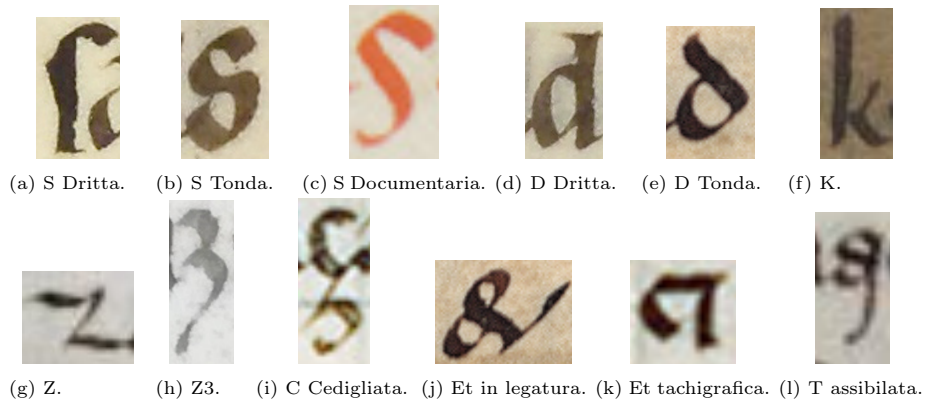 (a) S Dritta. (b) S Tonda. (c) S Documentaria. (d) D Dritta. (e) D Tonda. (f) K.
(g) Z. (h) Z3. (i) C Cedigliata. (j) Et in legatura. (k) Et tachigrafica. (l) T assibilata.